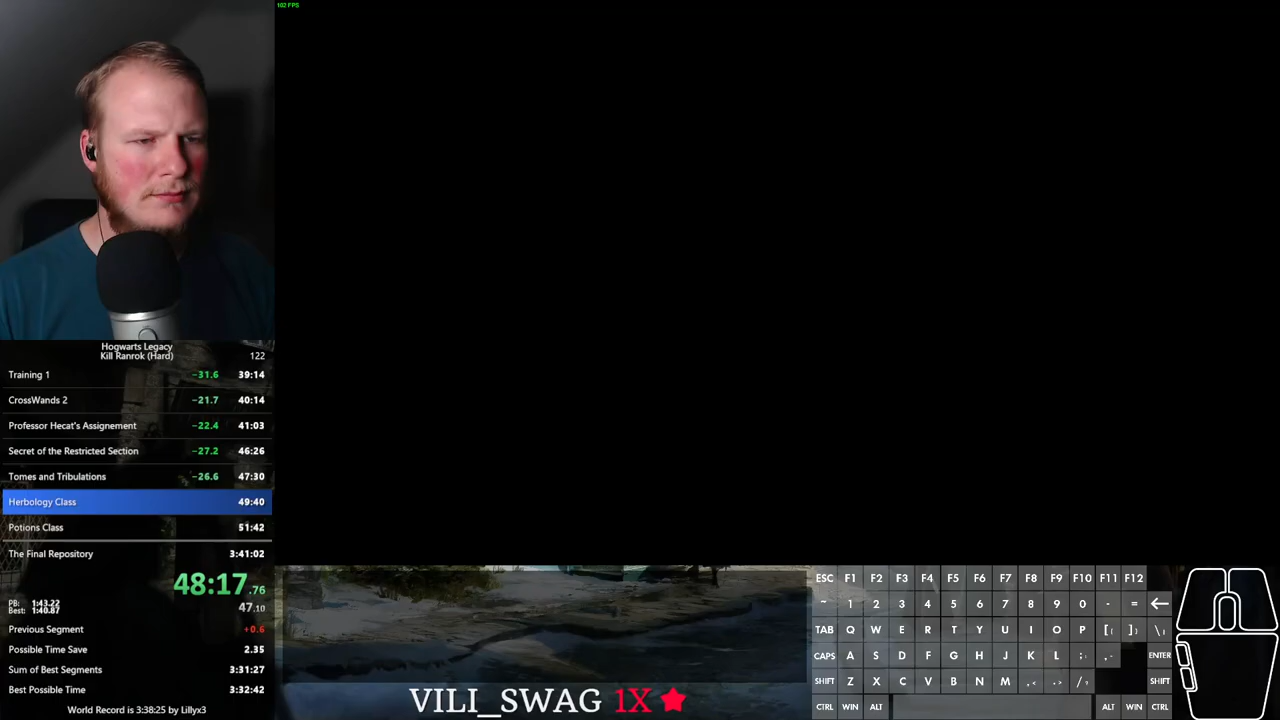 102 FPS
Hogwarts Legacy
Kill Ranrok (Hard) 122
Training 1 -31.6 39:14
CrossWands 2 -21.7 40:14
Professor Hecat's Assignement -22.4 41:03
Secret of the Restricted Section -27.2 46:26
Tomes and Tribulations -26.6 47:30
Herbology Class 49:40
Potions Class 51:42
The Final Repository 3:41:02
48:17.76
PB: 1:43.22
Best: 1:40.87
47.10
Previous Segment +0.6
Possible Time Save 2.35
Sum of Best Segments 3:31:27
Best Possible Time 3:32:42
World Record is 3:38:25 by Lillyx3
VILI_SWAG 1X
ESC F1 F2 F3 F4 F5 F6 F7 F8 F9 F10 F11 F12
~ 1 2 3 4 5 6 7 8 9 0 - =
TAB Q W E R T Y U I O P [{ ]} \|
CAPS A S D F G H J K L ;: ENTER
SHIFT Z X C V B N M ,< .> /? SHIFT
CTRL WIN ALT ALT WIN CTRL